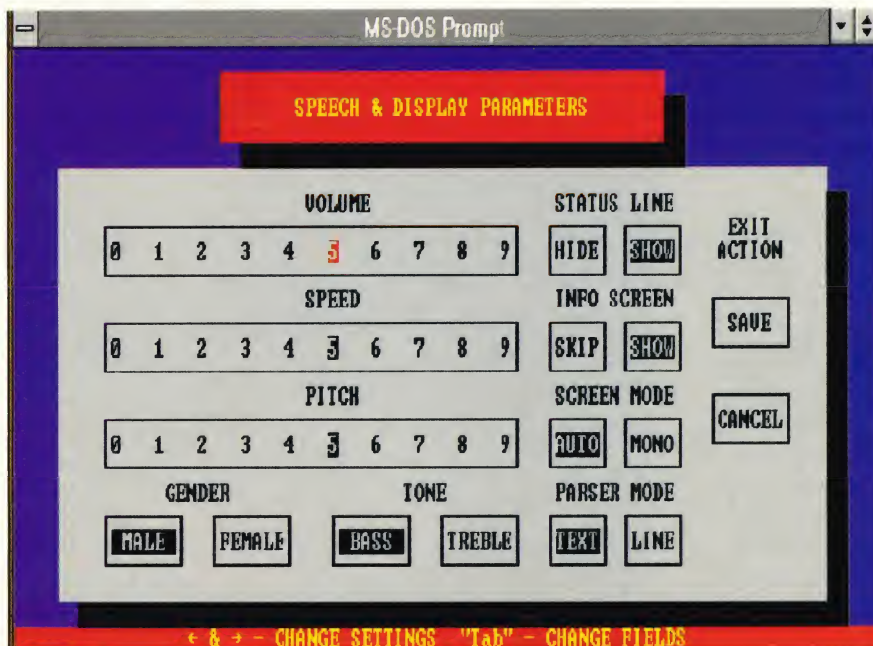 MS-DOS Prompt
SPEECH & DISPLAY PARAMETERS
VOLUME
0 1 2 3 4 5 6 7 8 9
SPEED
0 1 2 3 4 5 6 7 8 9
PITCH
0 1 2 3 4 5 6 7 8 9
GENDER
MALE FEMALE
TONE
BASS TREBLE
STATUS LINE
HIDE SHOW
INFO SCREEN
SKIP SHOW
SCREEN MODE
AUTO MONO
PARSER MODE
TEXT LINE
EXIT
ACTION
SAVE
CANCEL
← & → - CHANGE SETTINGS "Tab" - CHANGE FIELDS